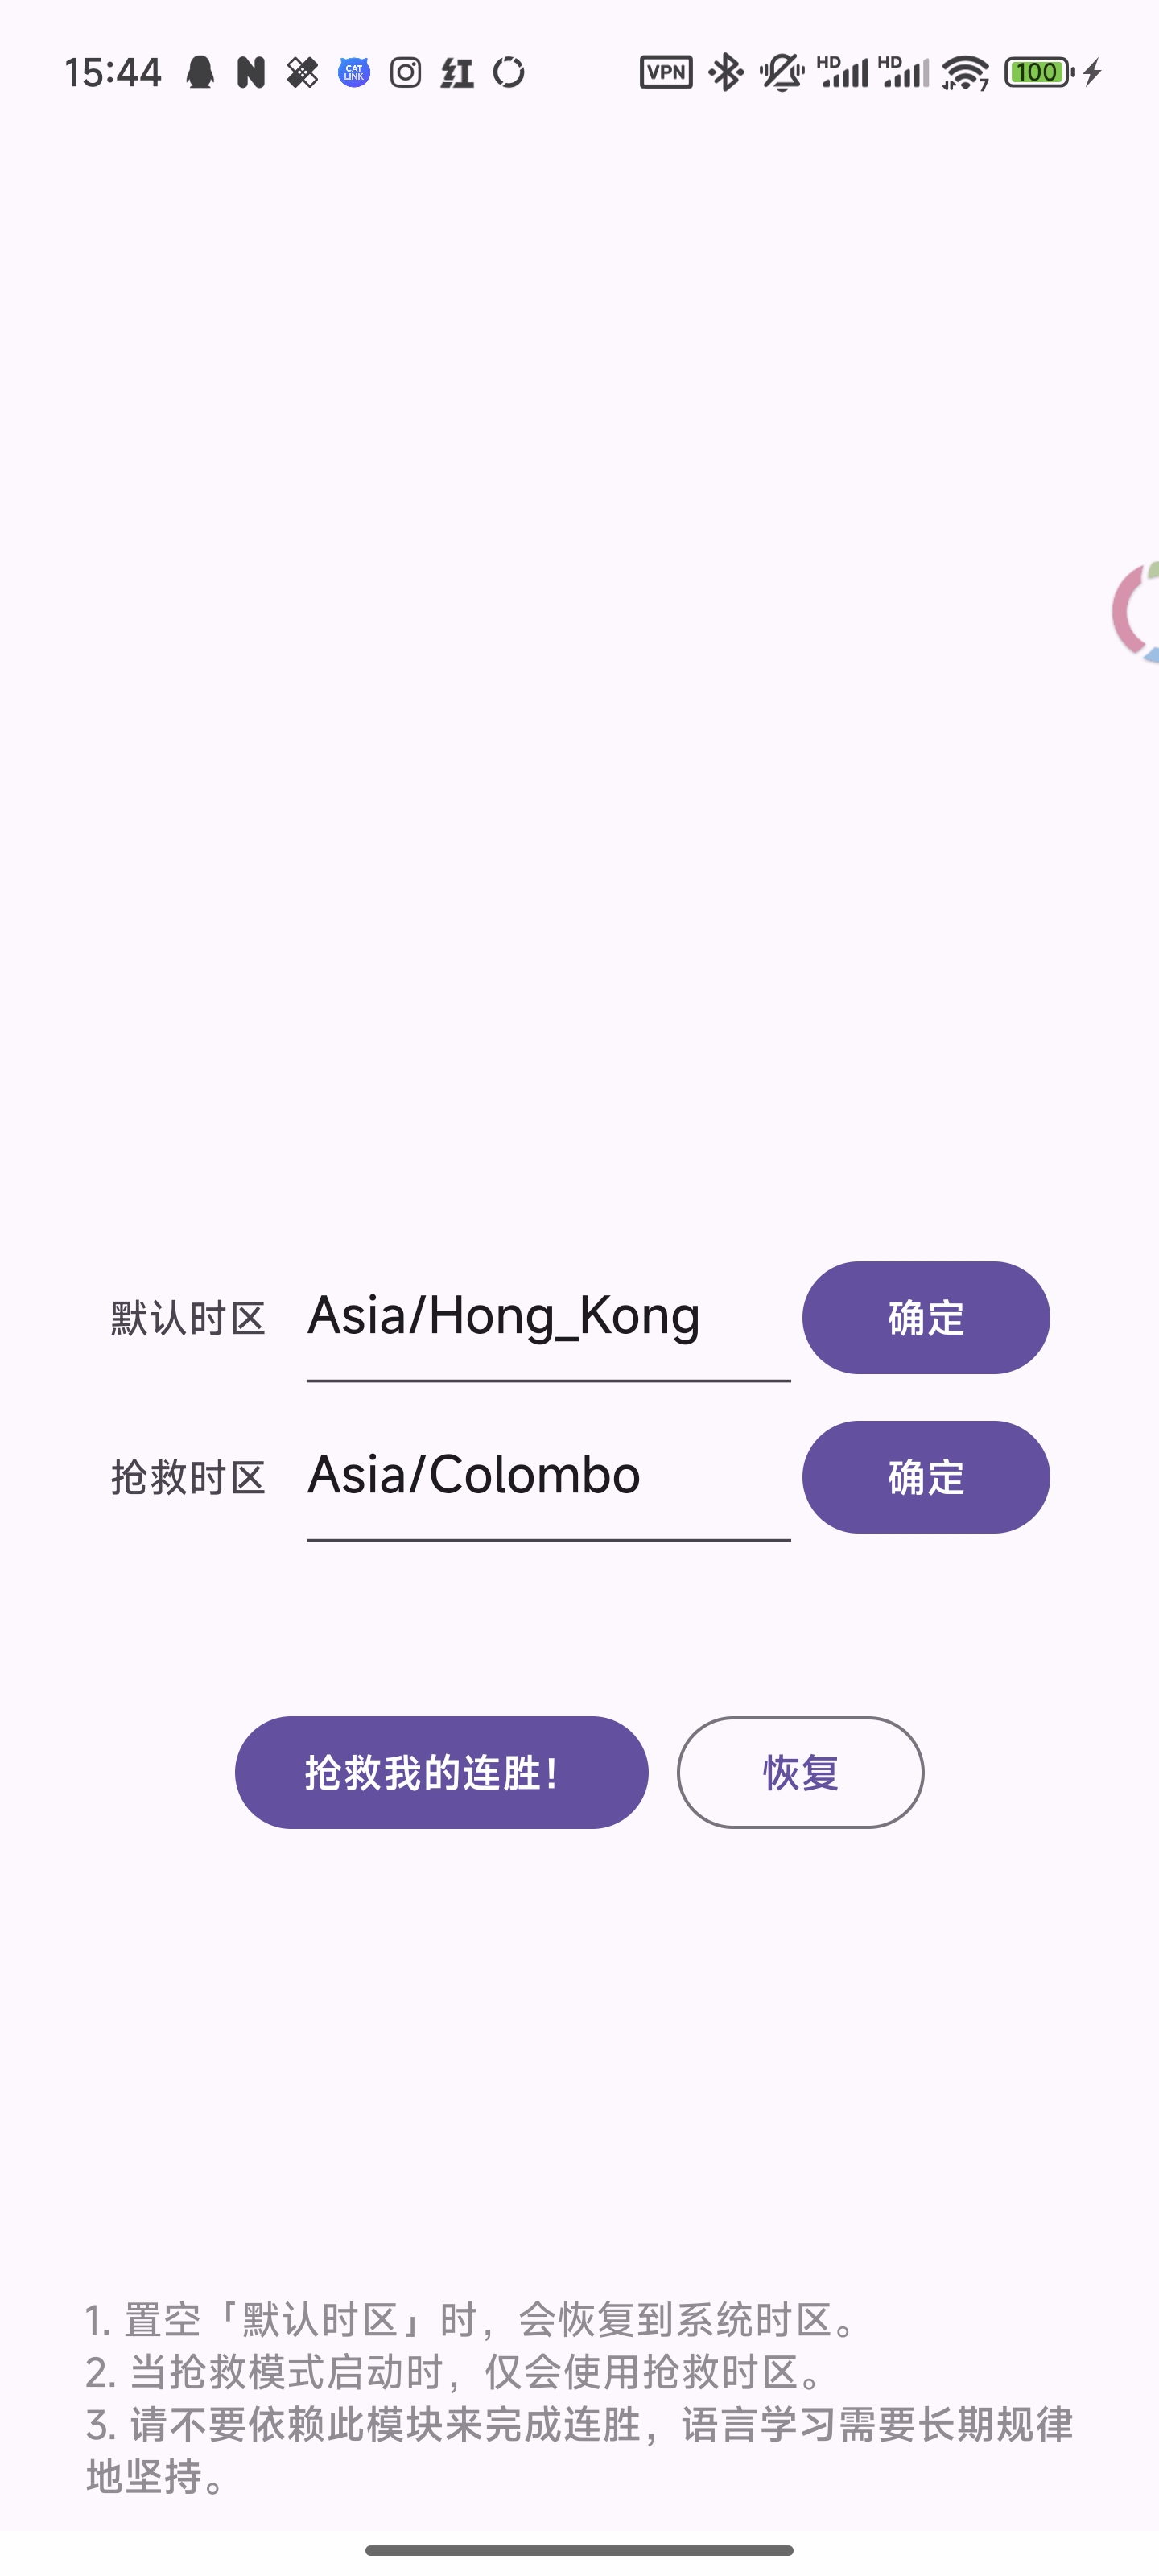 15:44 CAT LINK VPN HD HD 7 100
默认时区 Asia/Hong_Kong 确定
抢救时区 Asia/Colombo 确定
抢救我的连胜! 恢复
1. 置空「默认时区」时，会恢复到系统时区。
2. 当抢救模式启动时，仅会使用抢救时区。
3. 请不要依赖此模块来完成连胜，语言学习需要长期规律
地坚持。